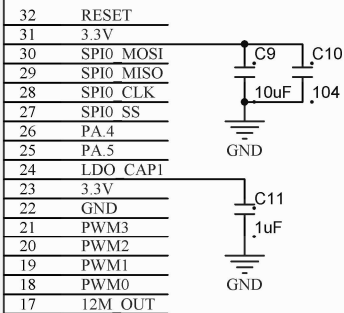 32 RESET
31 3.3V
30 SPI0_MOSI
29 SPI0_MISO
28 SPI0_CLK
27 SPI0_SS
26 PA.4
25 PA.5
24 LDO_CAP1
23 3.3V
22 GND
21 PWM3
20 PWM2
19 PWM1
18 PWM0
17 12M_OUT
C9 C10
10uF 104
GND
C11
1uF
GND